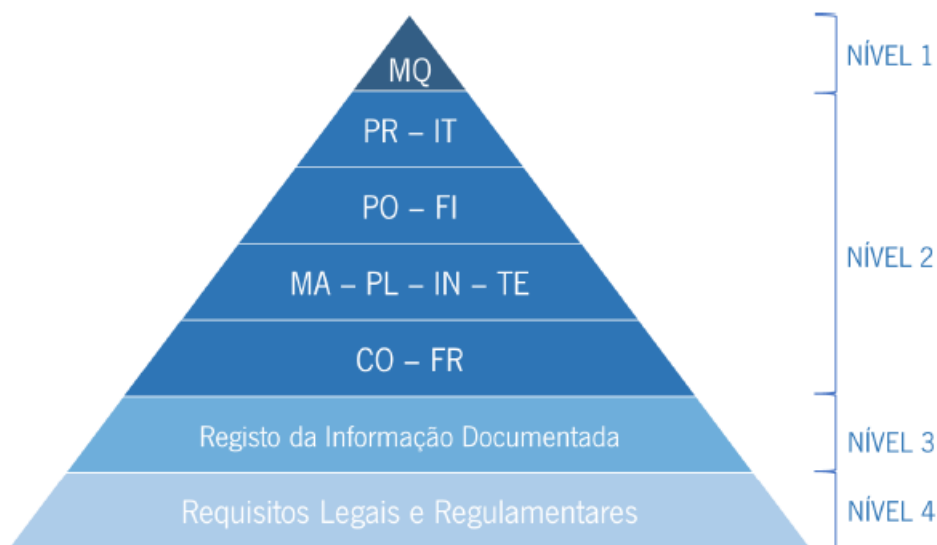 MQ
NÍVEL 1
PR – IT
PO – FI
MA – PL – IN – TE
CO – FR
NÍVEL 2
Registo da Informação Documentada
NÍVEL 3
Requisitos Legais e Regulamentares
NÍVEL 4